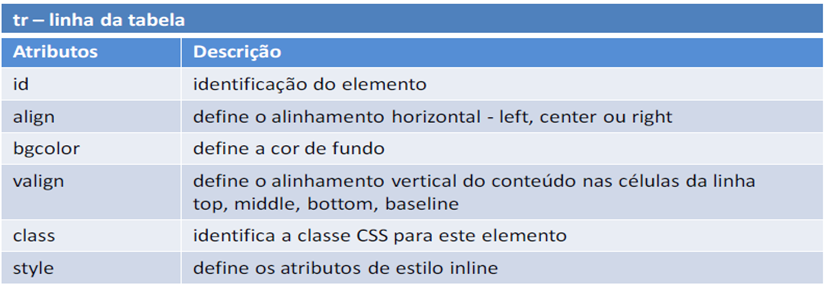 tr – linha da tabela
Atributos Descrição
id identificação do elemento
align define o alinhamento horizontal - left, center ou right
bgcolor define a cor de fundo
valign define o alinhamento vertical do conteúdo nas células da linha
top, middle, bottom, baseline
class identifica a classe CSS para este elemento
style define os atributos de estilo inline